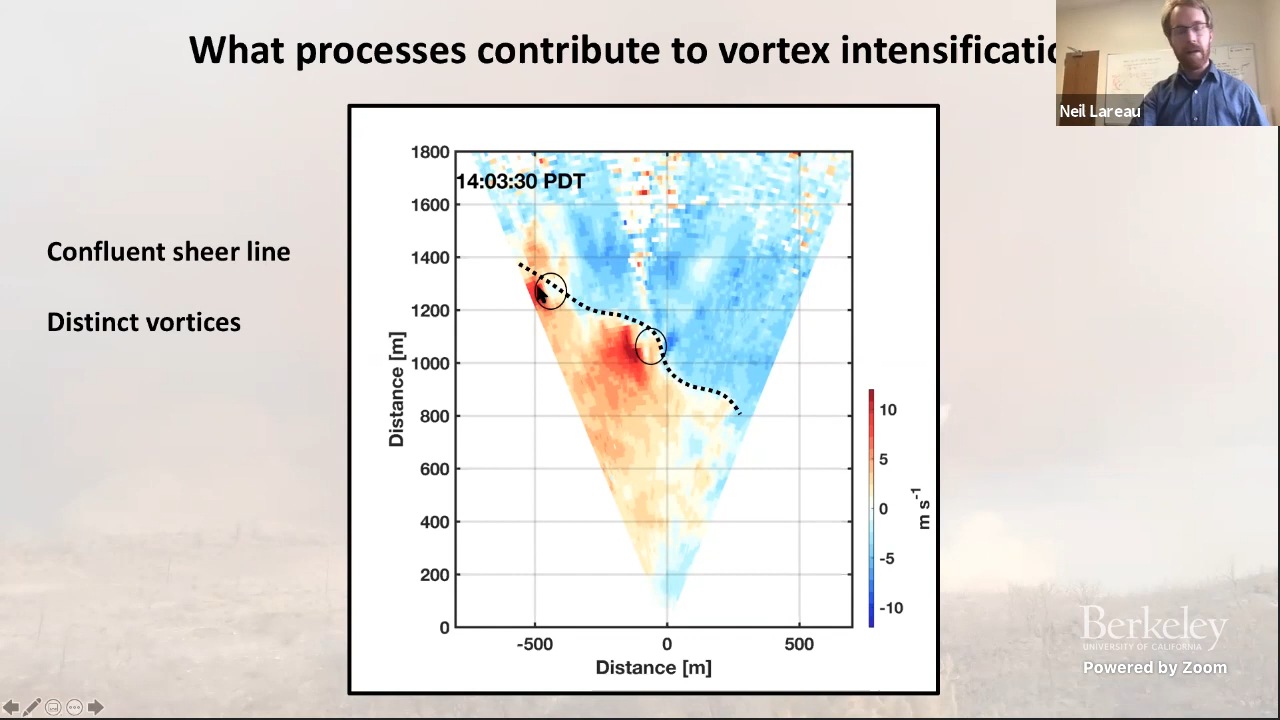 What processes contribute to vortex intensificatio
Neil Lareau
Confluent sheer line
Distinct vortices
14:03:30 PDT
1800
1600
1400
1200
1000
800
600
400
200
0
Distance [m]
-500
0
500
Distance [m]
10
5
0
-5
-10
m s-1
Berkeley
UNIVERSITY OF CALIFORNIA
Powered by Zoom